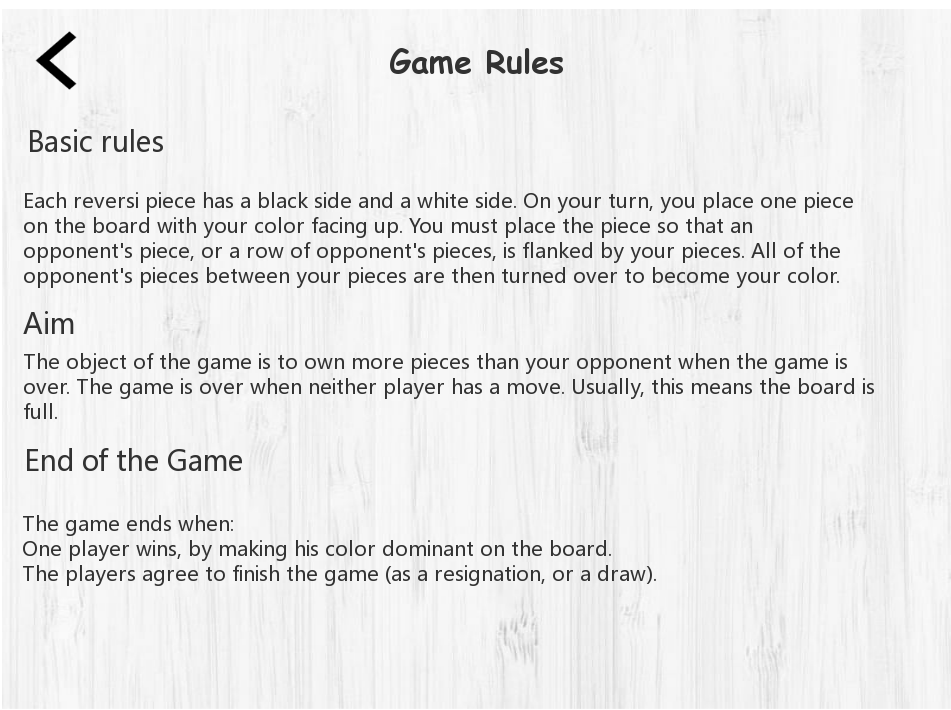 Game Rules
Basic rules
Each reversi piece has a black side and a white side. On your turn, you place one piece
on the board with your color facing up. You must place the piece so that an
opponent's piece, or a row of opponent's pieces, is flanked by your pieces. All of the
opponent's pieces between your pieces are then turned over to become your color.
Aim
The object of the game is to own more pieces than your opponent when the game is
over. The game is over when neither player has a move. Usually, this means the board is
full.
End of the Game
The game ends when:
One player wins, by making his color dominant on the board.
The players agree to finish the game (as a resignation, or a draw).